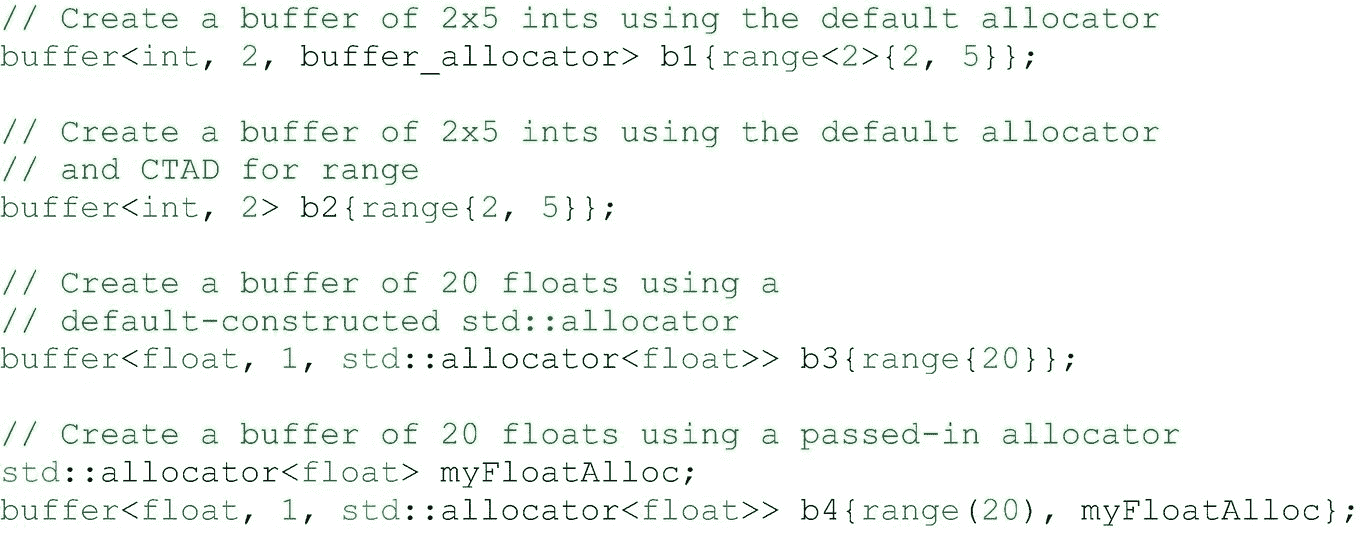 // Create a buffer of 2x5 ints using the default allocator
buffer<int, 2, buffer_allocator> b1{range<2>{2, 5}};
// Create a buffer of 2x5 ints using the default allocator
// and CTAD for range
buffer<int, 2> b2{range{2, 5}};
// Create a buffer of 20 floats using a
// default-constructed std::allocator
buffer<float, 1, std::allocator<float>> b3{range{20}};
// Create a buffer of 20 floats using a passed-in allocator
std::allocator<float> myFloatAlloc;
buffer<float, 1, std::allocator<float>> b4{range(20), myFloatAlloc};